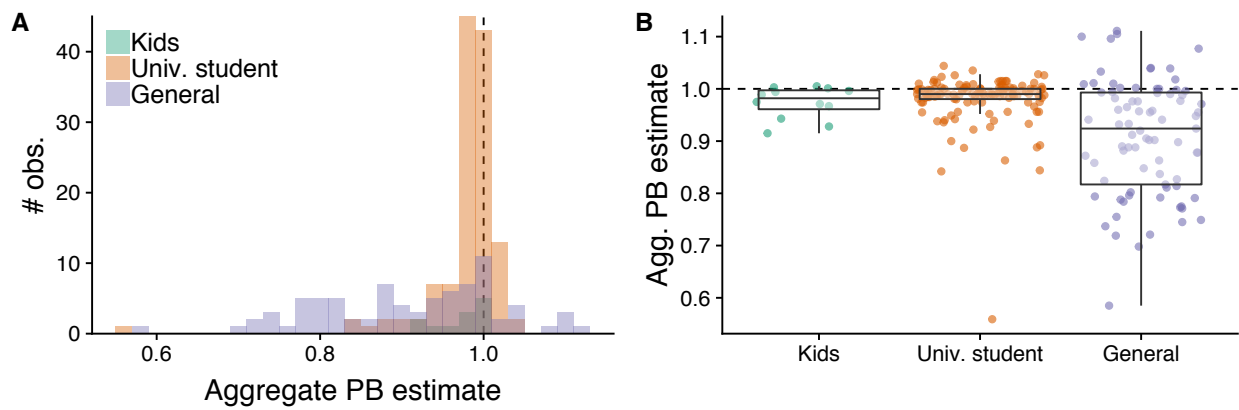 A
# obs.
40
30
20
10
0
Kids
Univ. student
General
0.6
0.8
1.0
Aggregate PB estimate
B
Agg. PB estimate
1.1
1.0
0.9
0.8
0.7
0.6
Kids
Univ. student
General